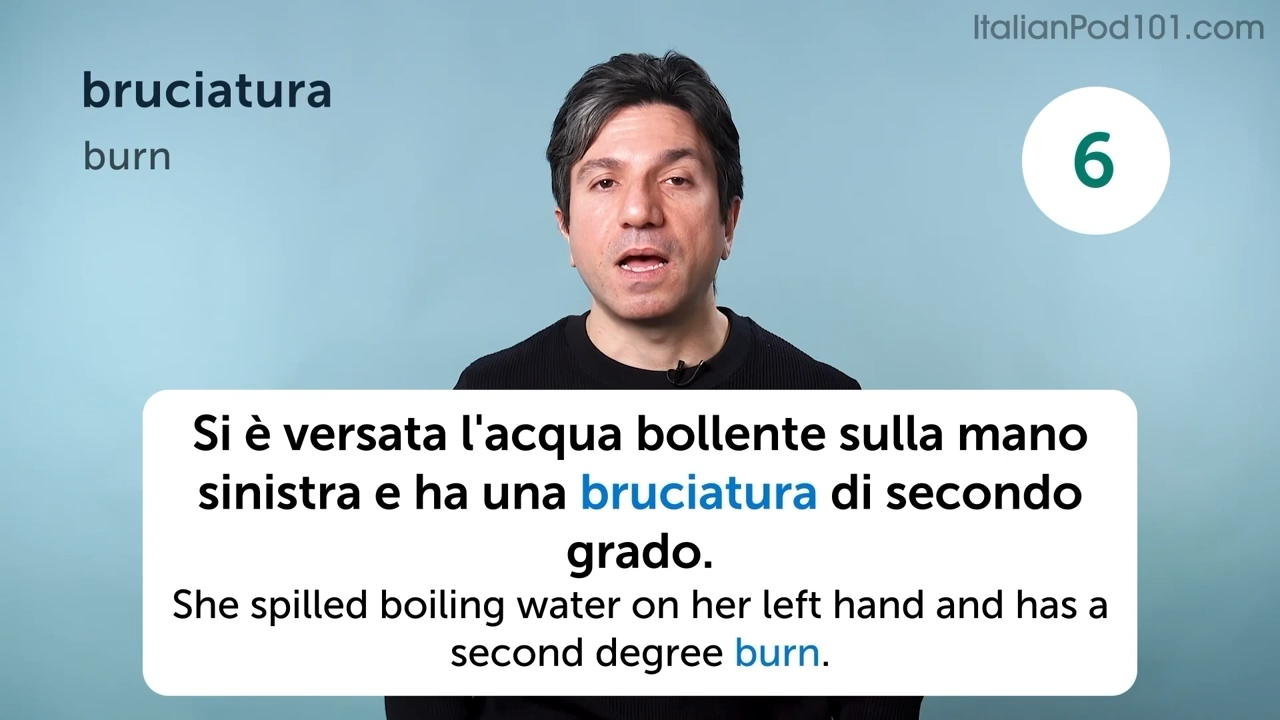 ItalianPod101.com
bruciatura
burn
6
Si è versata l'acqua bollente sulla mano
sinistra e ha una bruciatura di secondo
grado.
She spilled boiling water on her left hand and has a
second degree burn.